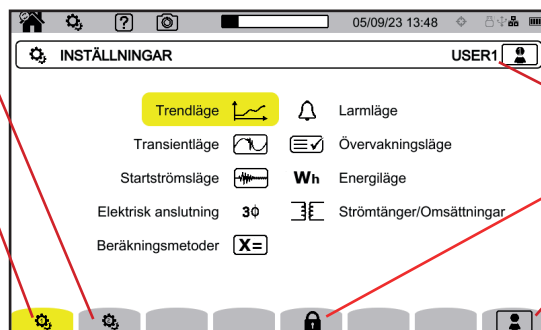 05/09/23 13:48
INSTÄLLNINGAR USER1
Trendläge Larmläge
Transientläge Övervakningsläge
Startströmsläge Wh Energiläge
Elektrisk anslutning 3Φ Strömtänger/Omsättningar
Beräkningsmetoder X=